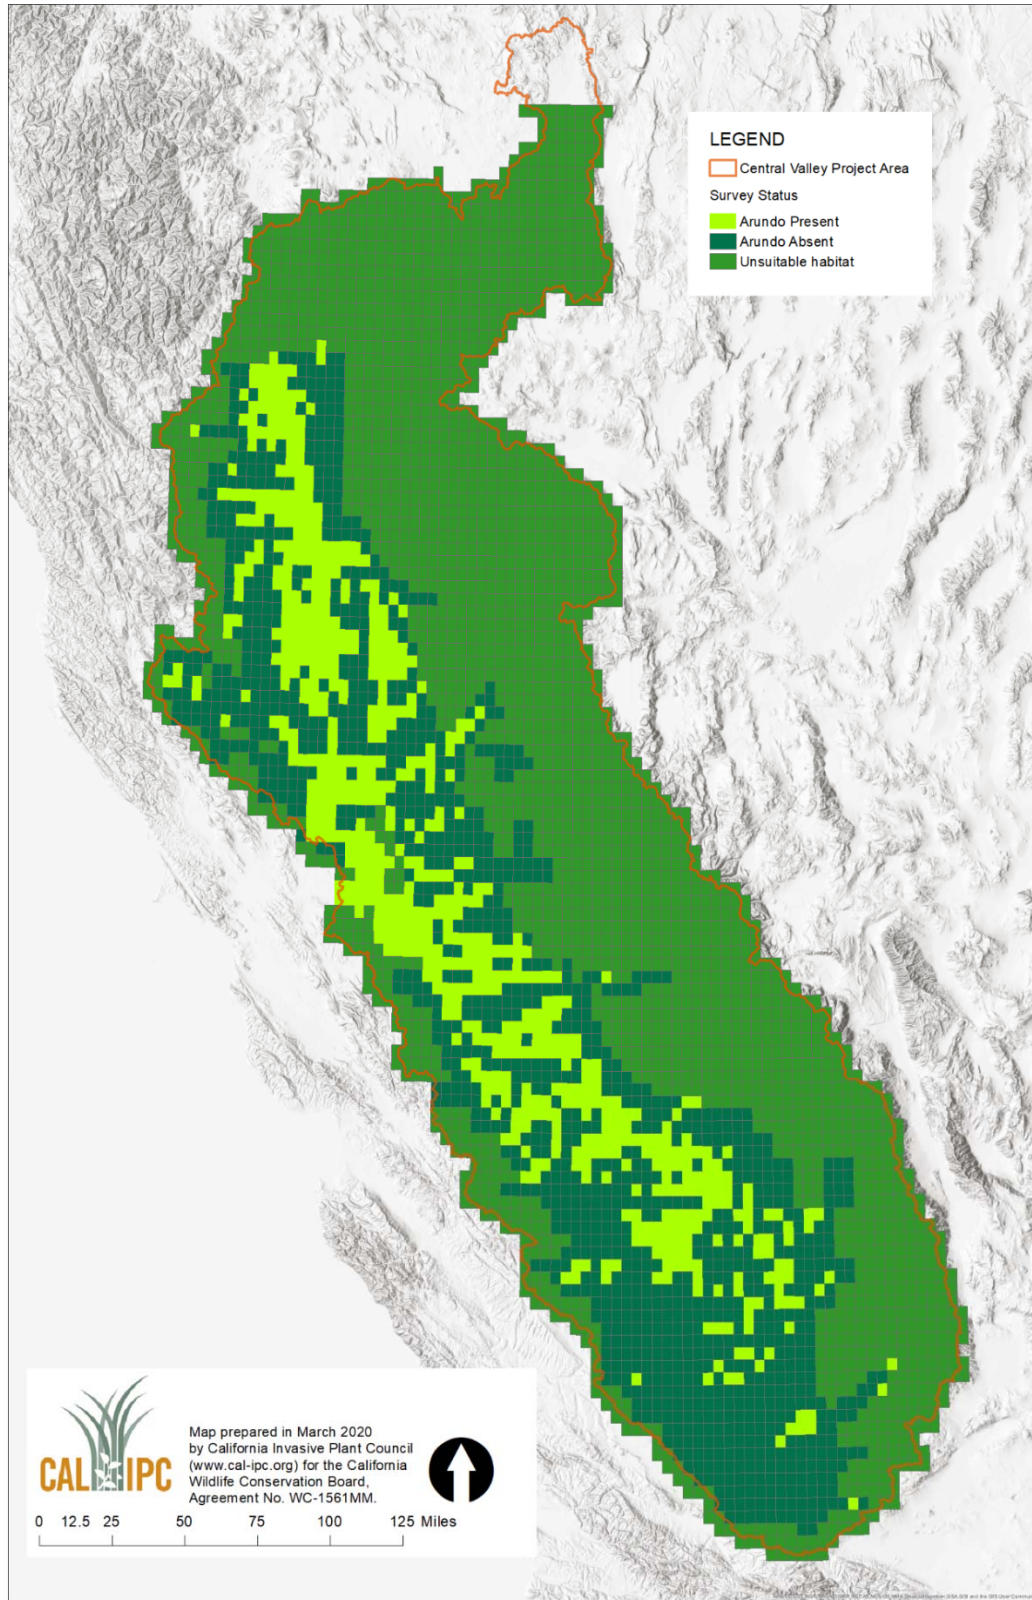 LEGEND
Central Valley Project Area
Survey Status
Arundo Present
Arundo Absent
Unsuitable habitat
CAL IPC
Map prepared in March 2020
by California Invasive Plant Council
(www.cal-ipc.org) for the California
Wildlife Conservation Board,
Agreement No. WC-1561MM.
0 12.5 25 50 75 100 125 Miles